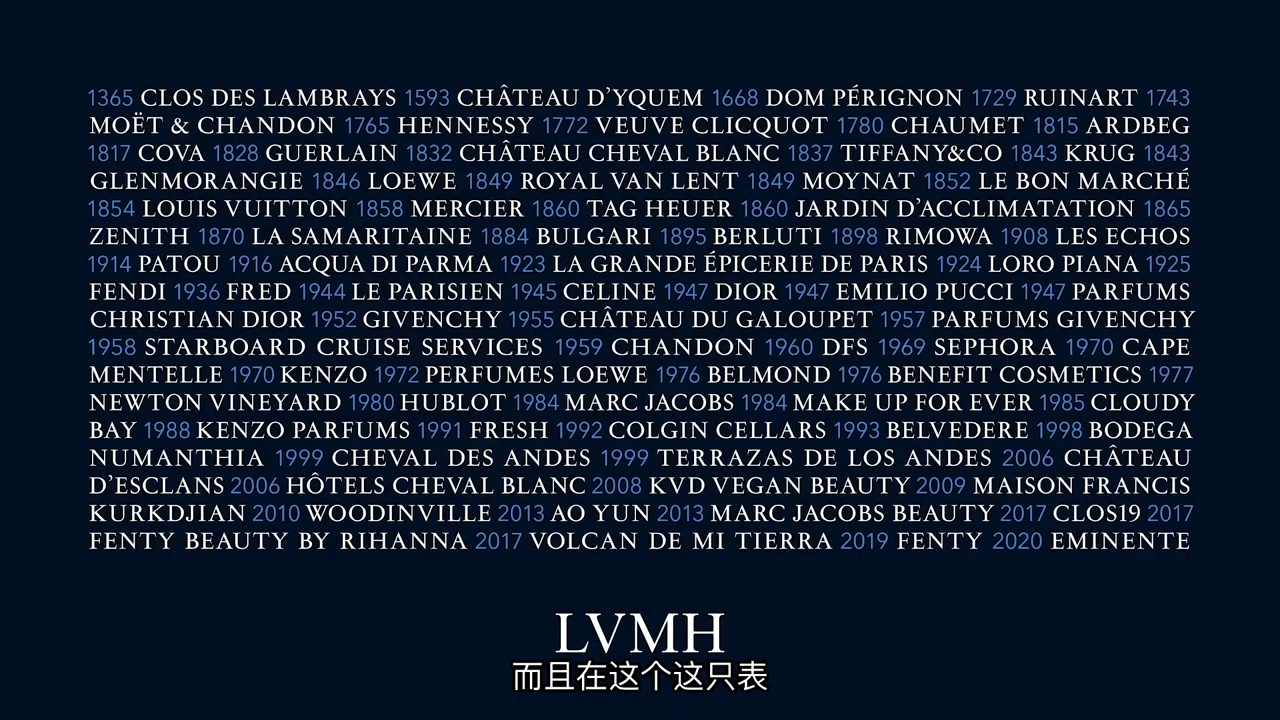 1365 CLOS DES LAMBRAYS 1593 CHÂTEAU D’YQUEM 1668 DOM PÉRIGNON 1729 RUINART 1743
MOËT & CHANDON 1765 HENNESSY 1772 VEUVE CLICQUOT 1780 CHAUMET 1815 ARDBEG
1817 COVA 1828 GUERLAIN 1832 CHÂTEAU CHEVAL BLANC 1837 TIFFANY&CO 1843 KRUG 1843
GLENMORANGIE 1846 LOEWE 1849 ROYAL VAN LENT 1849 MOYNAT 1852 LE BON MARCHÉ
1854 LOUIS VUITTON 1858 MERCIER 1860 TAG HEUER 1860 JARDIN D’ACCLIMATATION 1865
ZENITH 1870 LA SAMARITAINE 1884 BULGARI 1895 BERLUTI 1898 RIMOWA 1908 LES ECHOS
1914 PATOU 1916 ACQUA DI PARMA 1923 LA GRANDE ÉPICERIE DE PARIS 1924 LORO PIANA 1925
FENDI 1936 FRED 1944 LE PARISIEN 1945 CELINE 1947 DIOR 1947 EMILIO PUCCI 1947 PARFUMS
CHRISTIAN DIOR 1952 GIVENCHY 1955 CHÂTEAU DU GALOUPET 1957 PARFUMS GIVENCHY
1958 STARBOARD CRUISE SERVICES 1959 CHANDON 1960 DFS 1969 SEPHORA 1970 CAPE
MENTELLE 1970 KENZO 1972 PERFUMES LOEWE 1976 BELMOND 1976 BENEFIT COSMETICS 1977
NEWTON VINEYARD 1980 HUBLOT 1984 MARC JACOBS 1984 MAKE UP FOR EVER 1985 CLOUDY
BAY 1988 KENZO PARFUMS 1991 FRESH 1992 COLGIN CELLARS 1993 BELVEDERE 1998 BODEGA
NUMANTHIA 1999 CHEVAL DES ANDES 1999 TERRAZAS DE LOS ANDES 2006 CHÂTEAU
D’ESCLANS 2006 HÔTELS CHEVAL BLANC 2008 KVD VEGAN BEAUTY 2009 MAISON FRANCIS
KURKDJIAN 2010 WOODINVILLE 2013 AO YUN 2013 MARC JACOBS BEAUTY 2017 CLOS19 2017
FENTY BEAUTY BY RIHANNA 2017 VOLCAN DE MI TIERRA 2019 FENTY 2020 EMINENTE
LVMH
而且在这个这只表